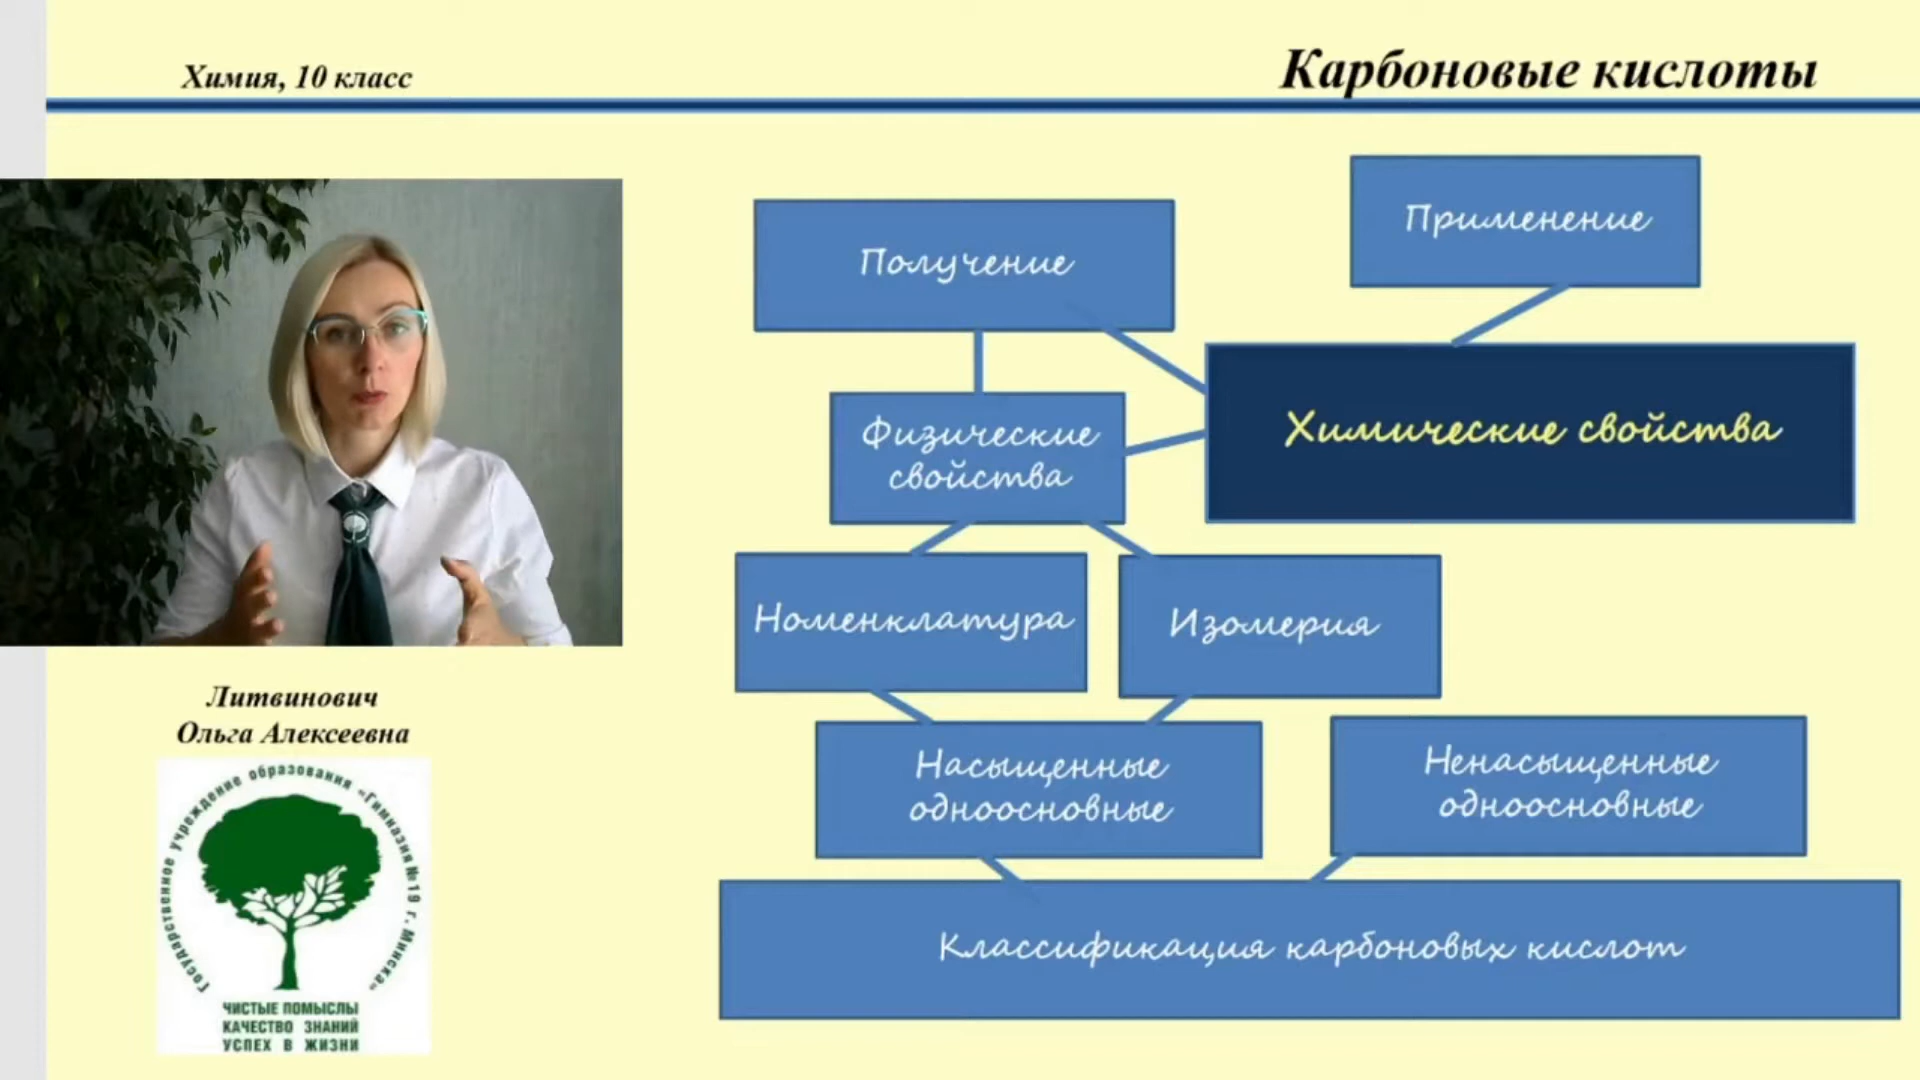 Химия, 10 класс
Карбоновые кислоты
Применение
Получение
Химические свойства
Физические
свойства
Номенклатура
Изомерия
Насыщенные
одноосновные
Ненасыщенные
одноосновные
Классификация карбоновых кислот
Литвинович
Ольга Алексеевна
Государственное учреждение образования «Гимназия №19 г. Минска»
ЧИСТЫЕ ПОМЫСЛЫ
КАЧЕСТВО ЗНАНИЙ
УСПЕХ В ЖИЗНИ